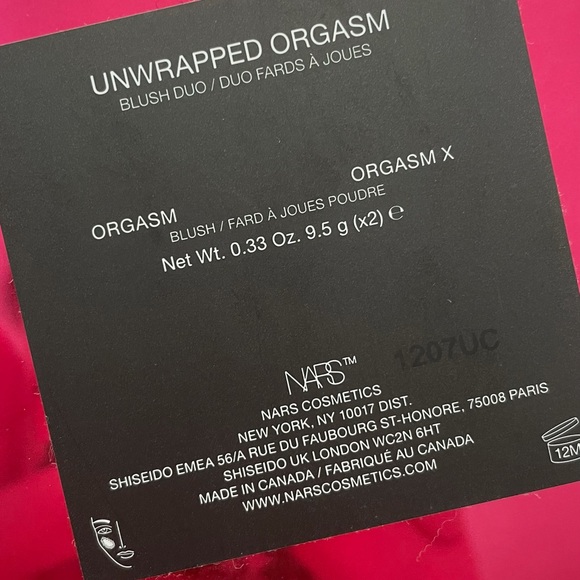 UNWRAPPED ORGASM
BLUSH DUO / DUO FARDS À JOUES
ORGASM X
ORGASM
BLUSH / FARD À JOUES POUDRE
Net Wt. 0.33 Oz. 9.5 g (x2) ℮
1207UC
NARS™
NARS COSMETICS
NEW YORK, NY 10017 DIST.
SHISEIDO EMEA 56/A RUE DU FAUBOURG ST-HONORE, 75008 PARIS
SHISEIDO UK LONDON WC2N 6HT
MADE IN CANADA / FABRIQUÉ AU CANADA
WWW.NARSCOSMETICS.COM
12M